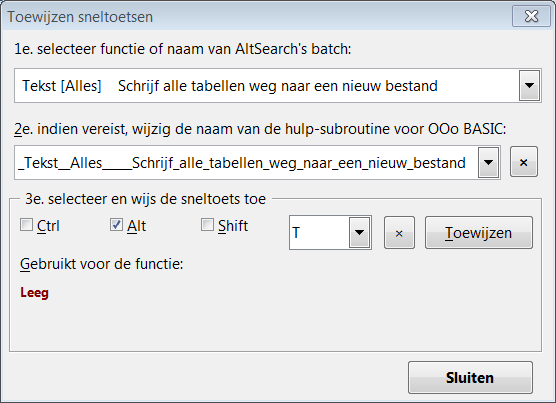 Toewijzen sneltoetsen
1e. selecteer functie of naam van AltSearch's batch:
Tekst [Alles] Schrijf alle tabellen weg naar een nieuw bestand
2e. indien vereist, wijzig de naam van de hulp-subroutine voor OOo BASIC:
_Tekst__Alles_____Schrijf_alle_tabellen_weg_naar_een_nieuw_bestand
3e. selecteer en wijs de sneltoets toe
Ctrl Alt Shift T Toewijzen
Gebruikt voor de functie:
Leeg
Sluiten